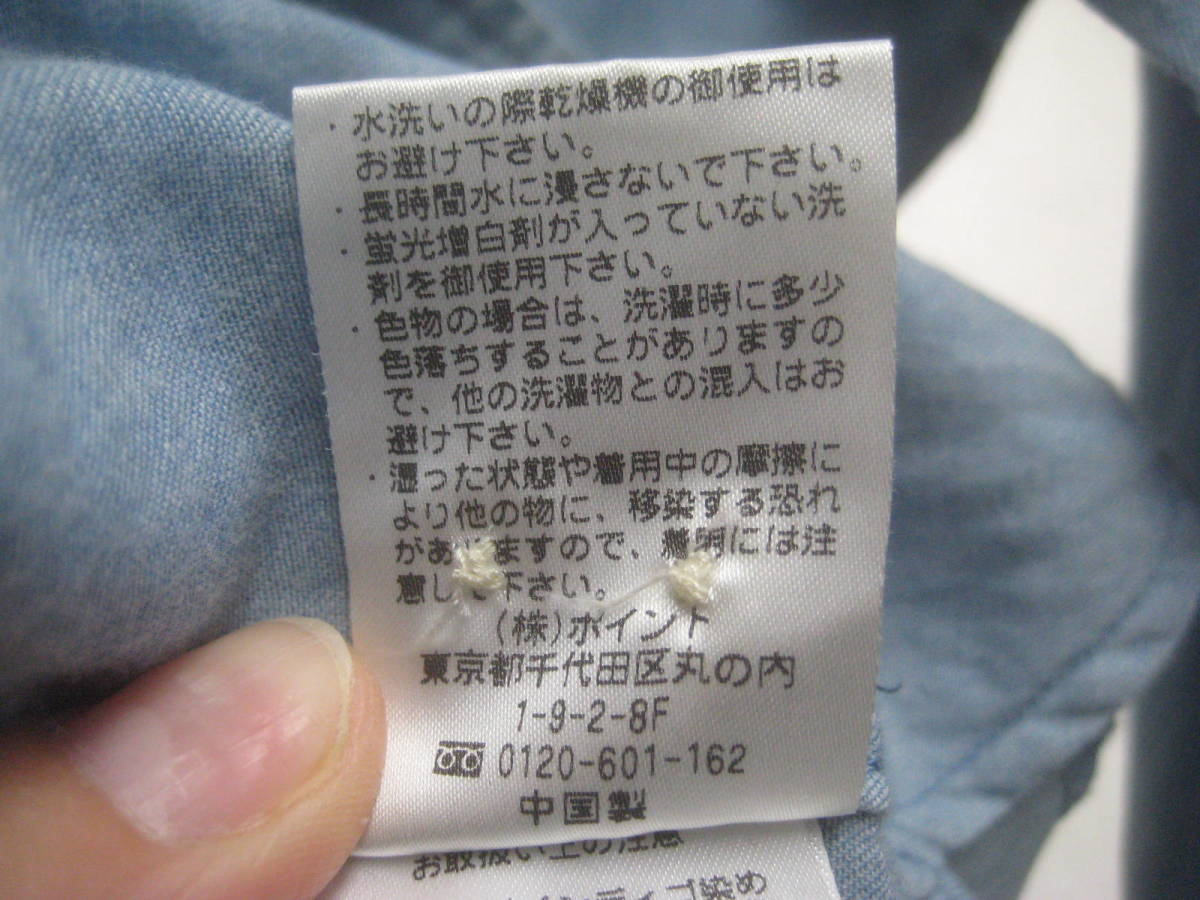 ・水洗いの際乾燥機の御使用は
お避け下さい。
・長時間水に浸さないで下さい。
・蛍光増白剤が入っていない洗
剤を御使用下さい。
・色物の場合は、洗濯時に多少
色落ちすることがありますの
で、他の洗濯物との混入はお
避け下さい。
・湿った状態や着用中の摩擦に
より他の物に、移染する恐れ
がありますので、着用には注
意して下さい。
(株)ポイント
東京都千代田区丸の内
1-9-2-8F
0120-601-162
中国製
お取扱い上の注意
インディゴ染め